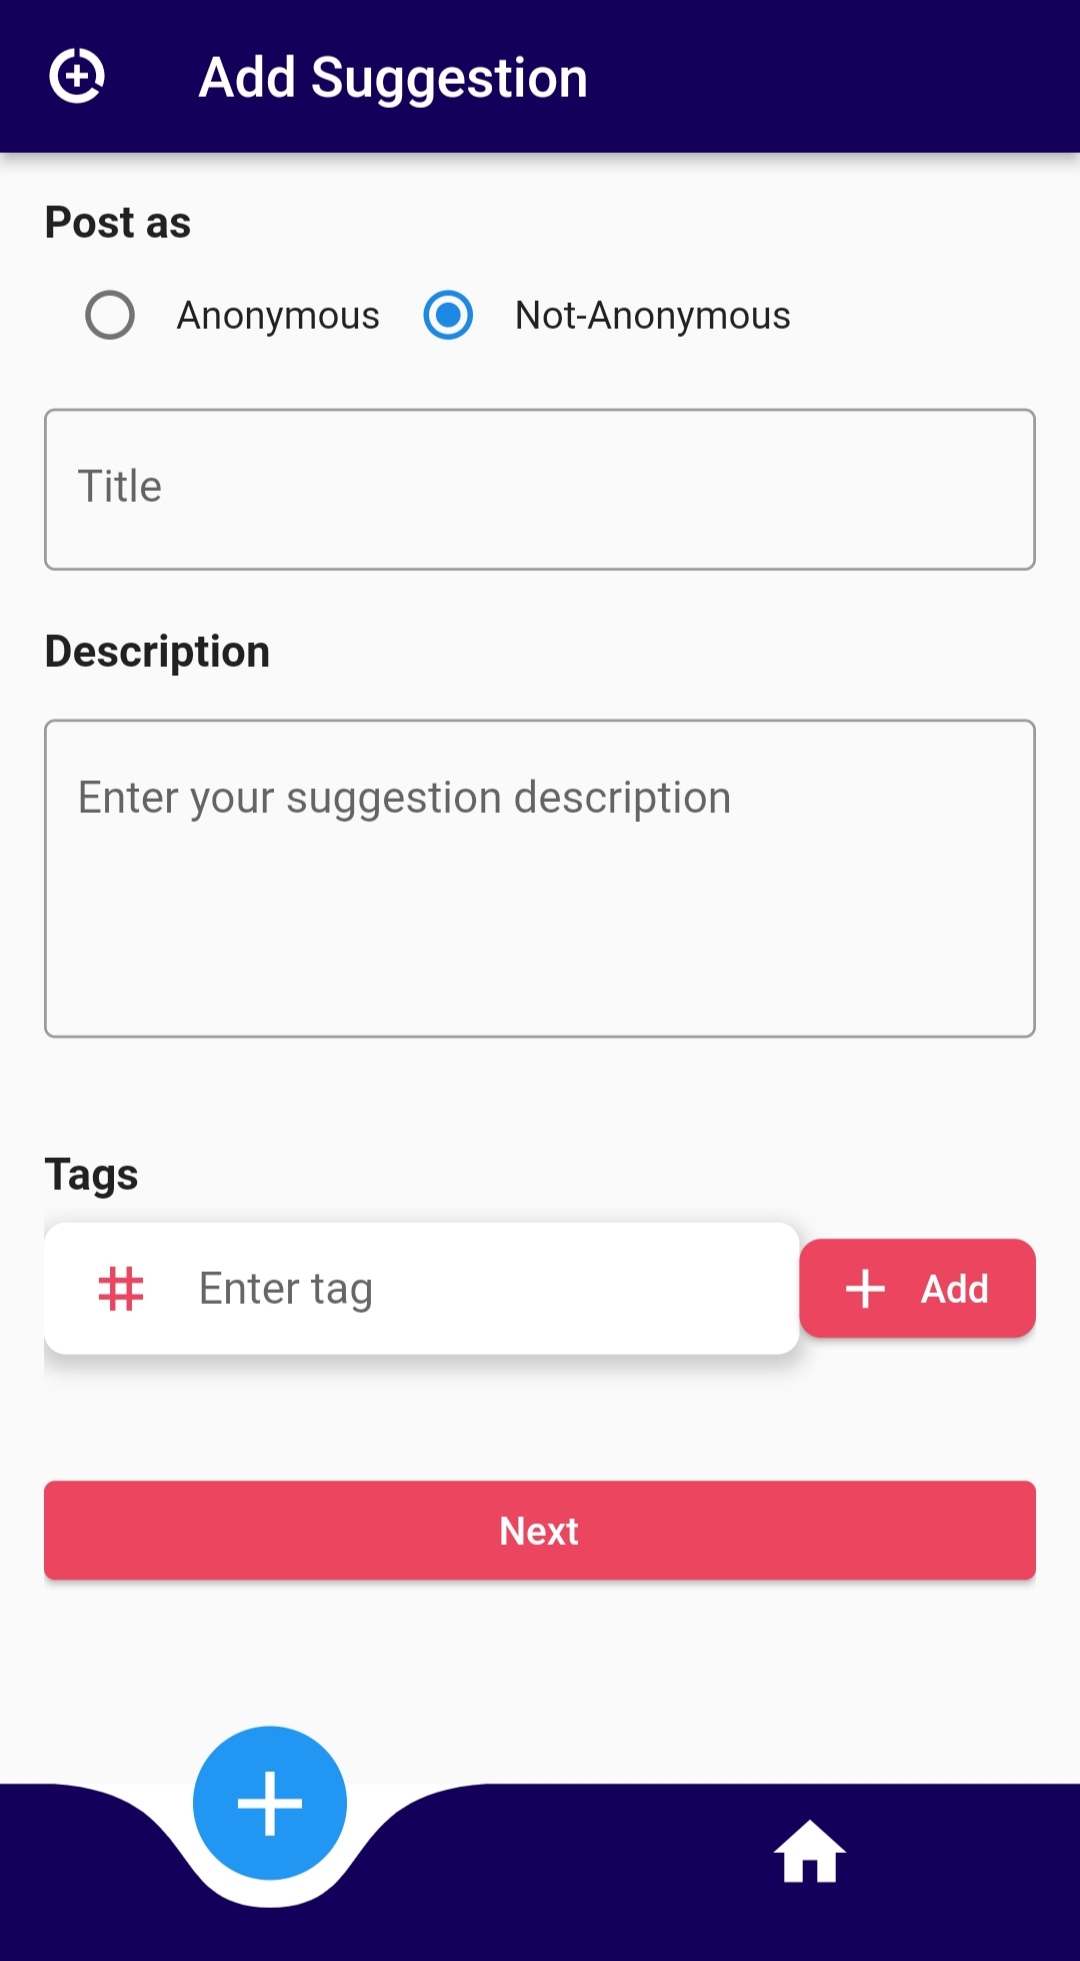 Add Suggestion
Post as
Anonymous Not-Anonymous
Title
Description
Enter your suggestion description
Tags
# Enter tag + Add
Next